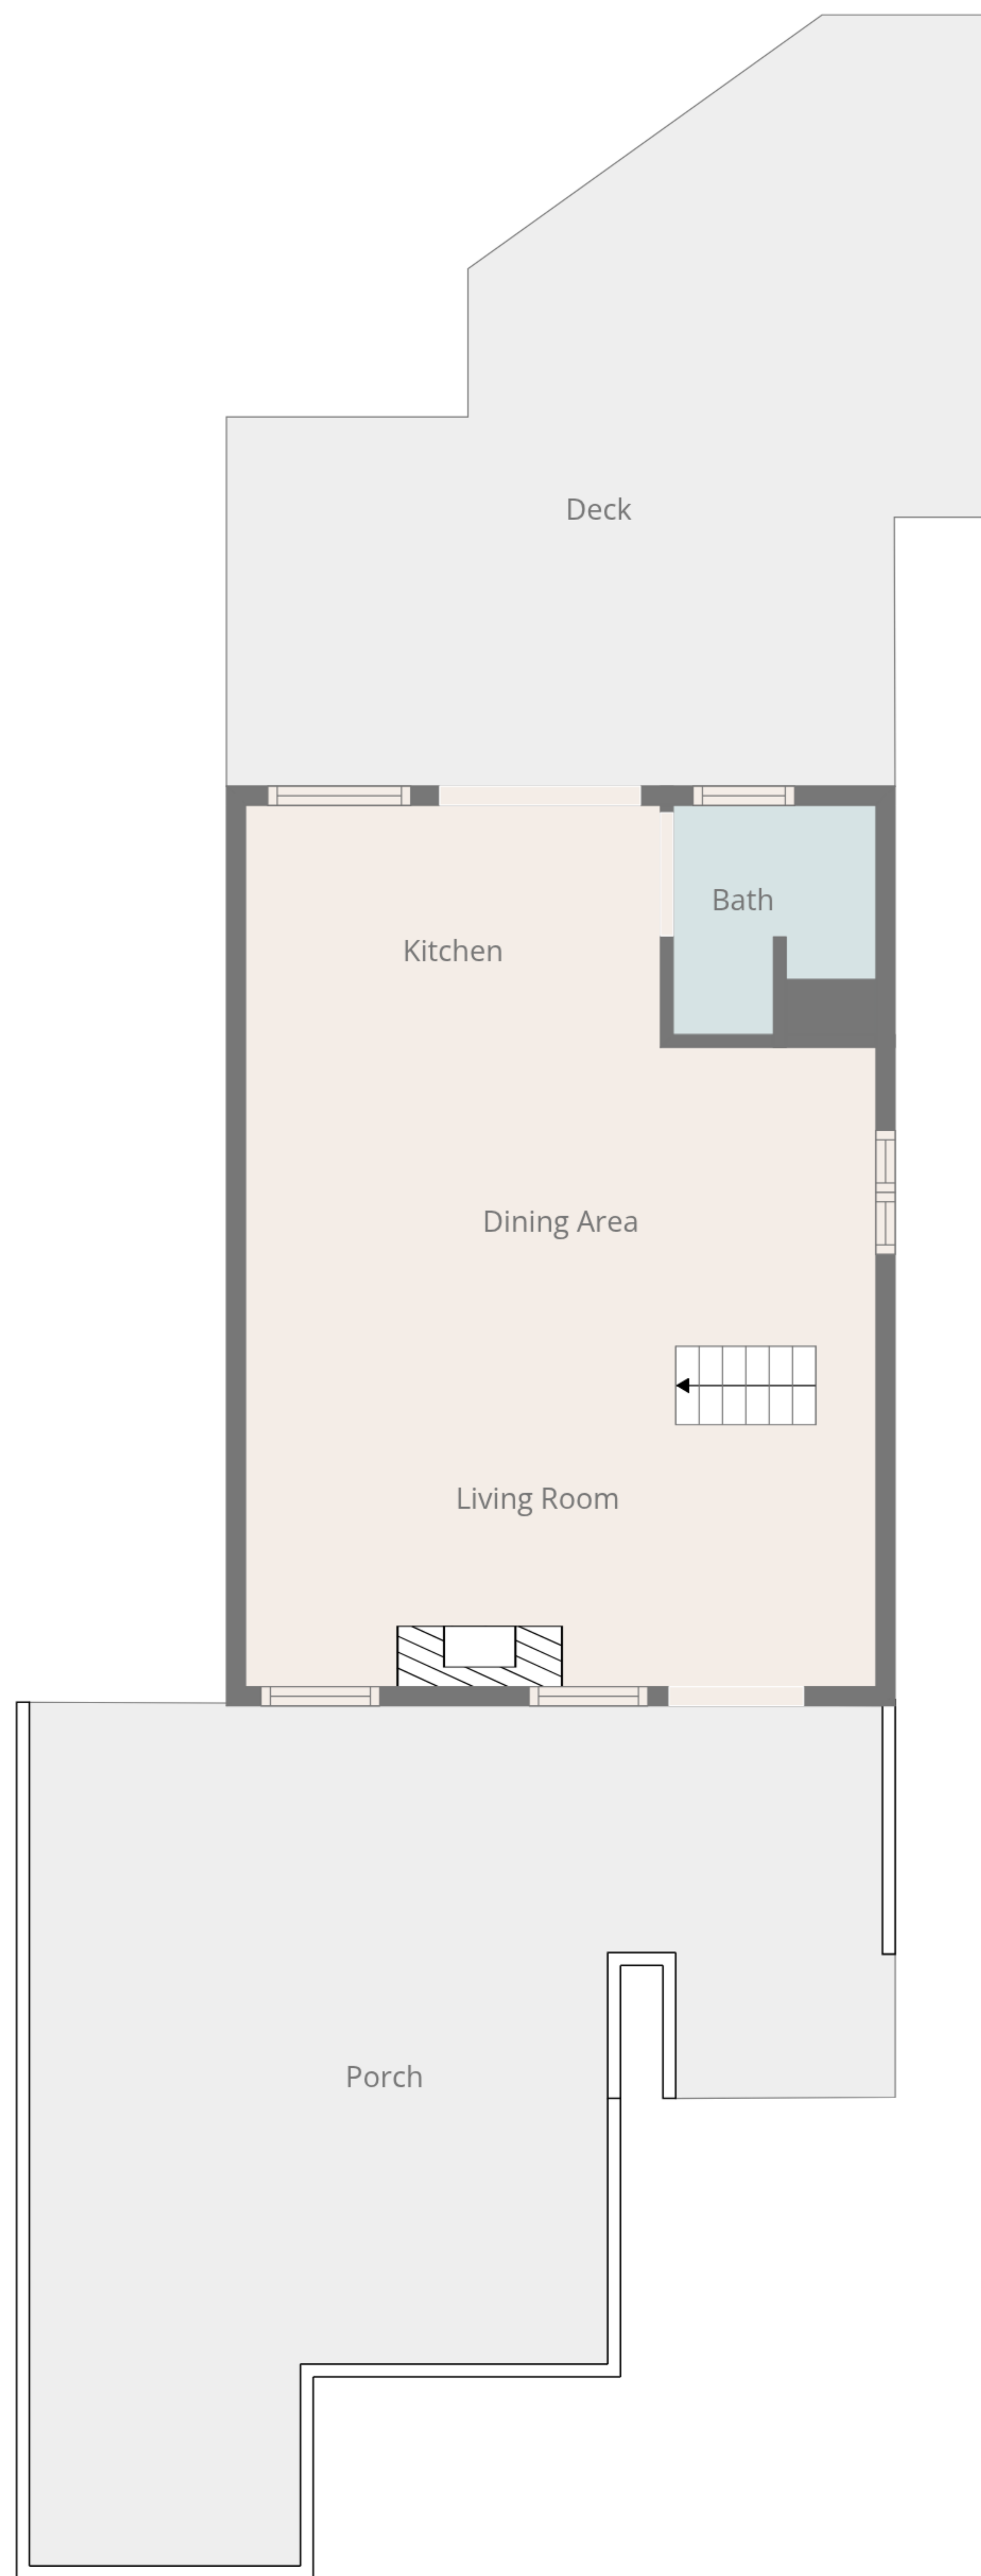 Deck
Bath
Kitchen
Dining Area
Living Room
Porch